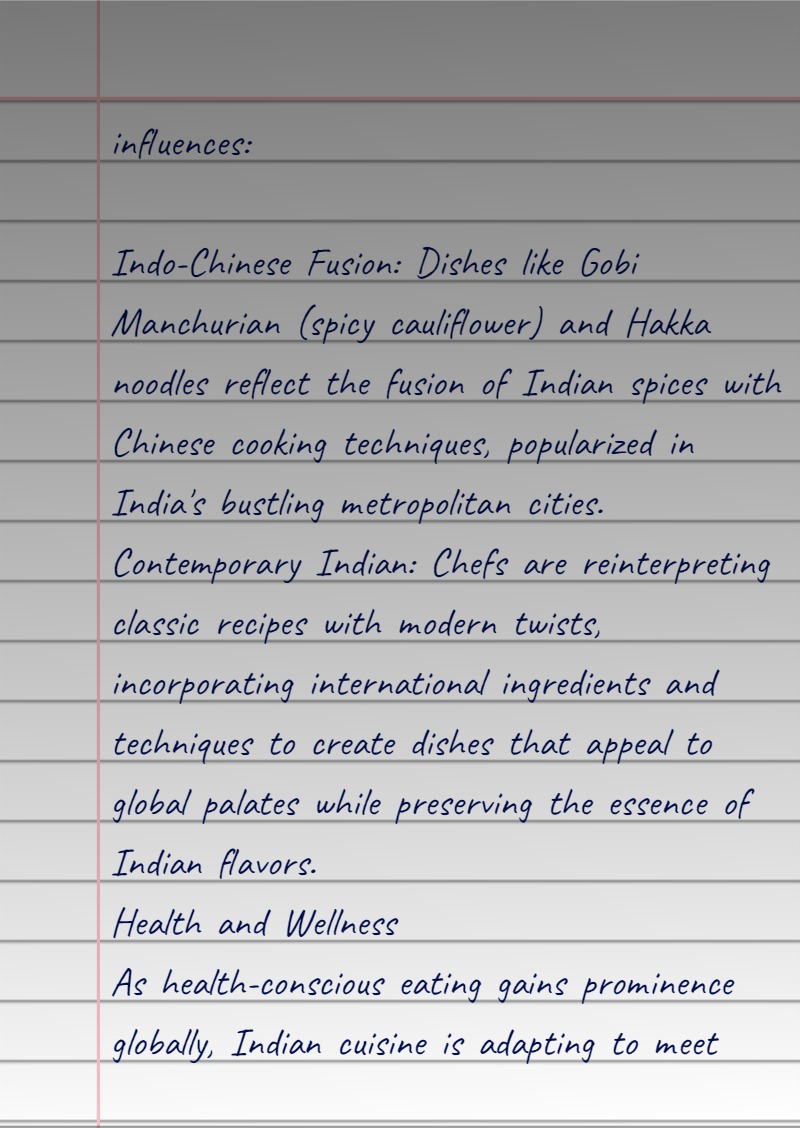 influences:
Indo-Chinese Fusion: Dishes like Gobi
Manchurian (spicy cauliflower) and Hakka
noodles reflect the fusion of Indian spices with
Chinese cooking techniques, popularized in
India's bustling metropolitan cities.
Contemporary Indian: Chefs are reinterpreting
classic recipes with modern twists,
incorporating international ingredients and
techniques to create dishes that appeal to
global palates while preserving the essence of
Indian flavors.
Health and Wellness
As health-conscious eating gains prominence
globally, Indian cuisine is adapting to meet